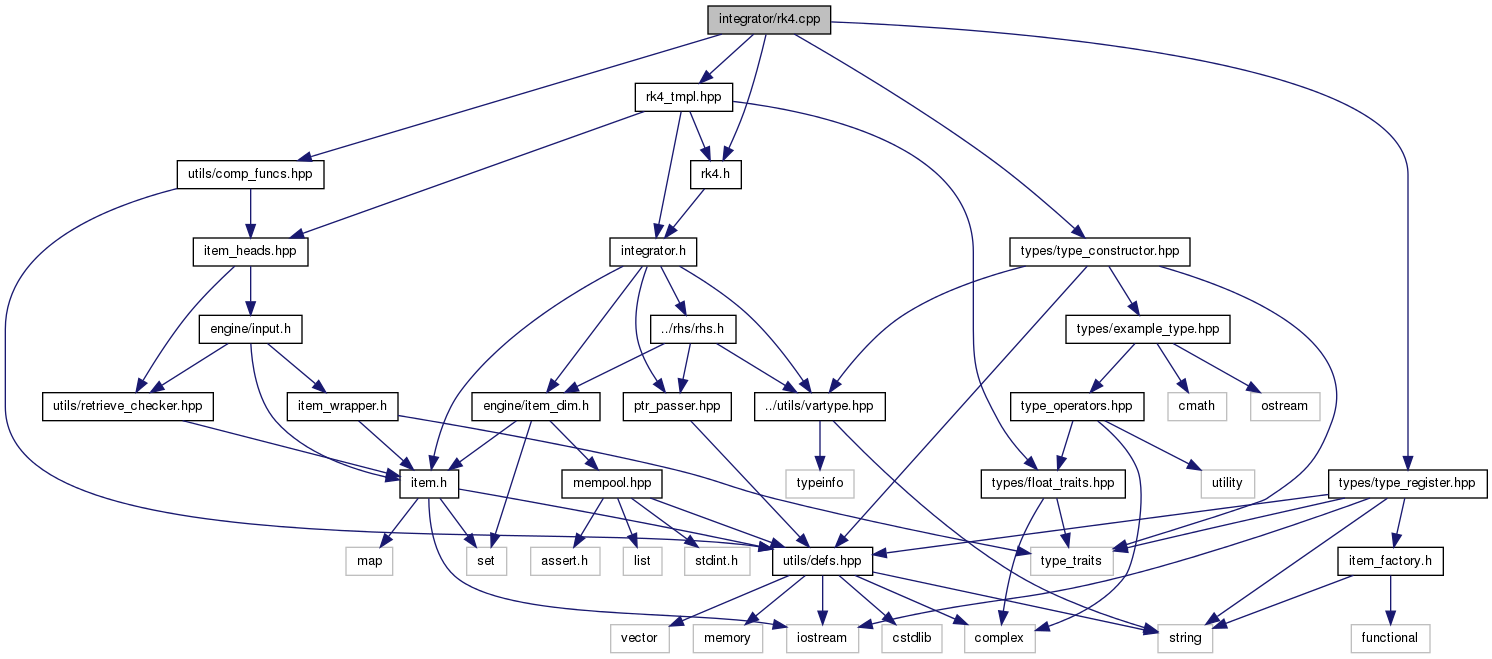 integrator/rk4.cpp
rk4_tmpl.hpp
utils/comp_funcs.hpp
rk4.h
item_heads.hpp
integrator.h
types/type_constructor.hpp
engine/input.h
../rhs/rhs.h
types/example_type.hpp
utils/retrieve_checker.hpp
item_wrapper.h
engine/item_dim.h
ptr_passer.hpp
../utils/vartype.hpp
type_operators.hpp
cmath
ostream
item.h
mempool.hpp
typeinfo
types/float_traits.hpp
utility
types/type_register.hpp
map
set
assert.h
list
stdint.h
utils/defs.hpp
type_traits
item_factory.h
vector
memory
iostream
cstdlib
complex
string
functional